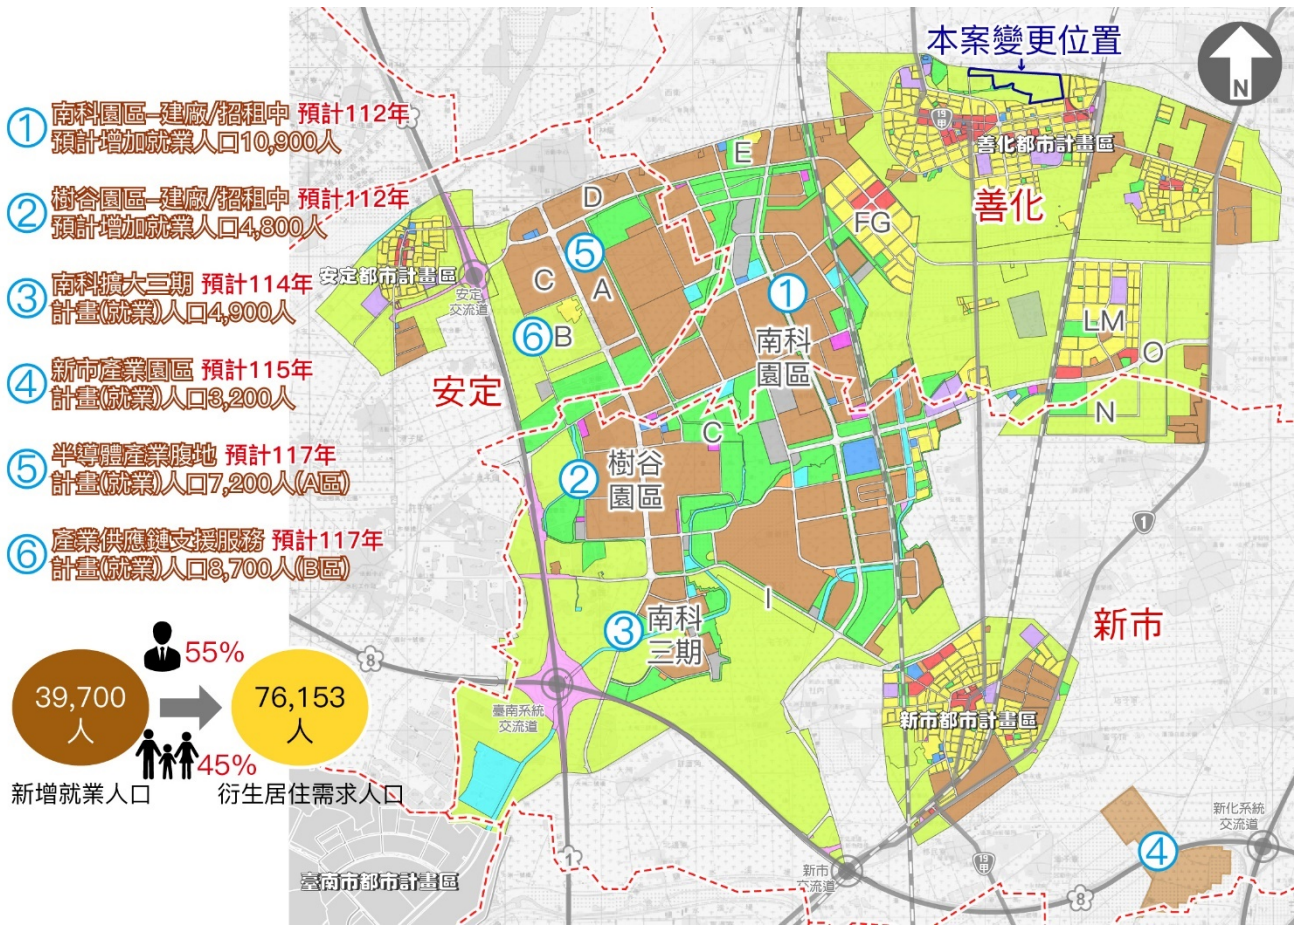 ① 南科園區–建廠/招租中 預計112年
預計增加就業人口10,900人
② 樹谷園區–建廠/招租中 預計112年
預計增加就業人口4,800人
③ 南科擴大三期 預計114年
計畫(就業)人口4,900人
④ 新市產業園區 預計115年
計畫(就業)人口3,200人
⑤ 半導體產業腹地 預計117年
計畫(就業)人口7,200人(A區)
⑥ 產業供應鏈支援服務 預計117年
計畫(就業)人口8,700人(B區)
55%
39,700
人
76,153
人
45%
新增就業人口
衍生居住需求人口
本案變更位置
N
19甲
善化都市計畫區
善化
E
D
FG
⑤
C
A
①
安定都市計畫區
安定
交流道
⑥
B
南科
園區
LM
O
安定
N
C
樹谷
園區
②
1
I
③
南科
三期
新市
8
臺南系統
交流道
新市都市計畫區
新化系統
交流道
④
1
19甲
新市
交流道
臺南市都市計畫區
8